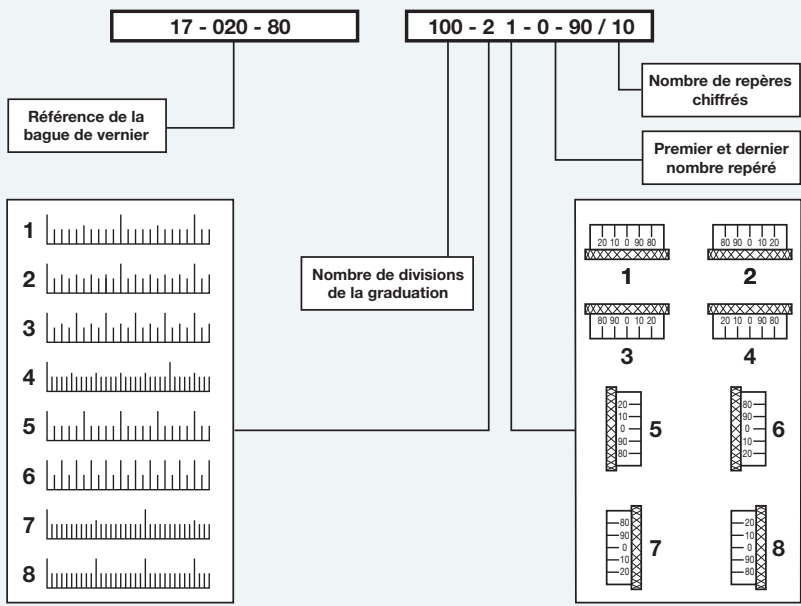 17 - 020 - 80
100 - 2 1 - 0 - 90 / 10
Nombre de repères
chiffrés
Référence de la
bague de vernier
Premier et dernier
nombre repéré
Nombre de divisions
de la graduation
1
2
3
4
5
6
7
8
20 10 0 90 80
1
80 90 0 10 20
2
80 90 0 10 20
3
20 10 0 90 80
4
20
10
0
90
80
5
80
90
0
10
20
6
80
90
0
10
20
7
20
10
0
90
80
8